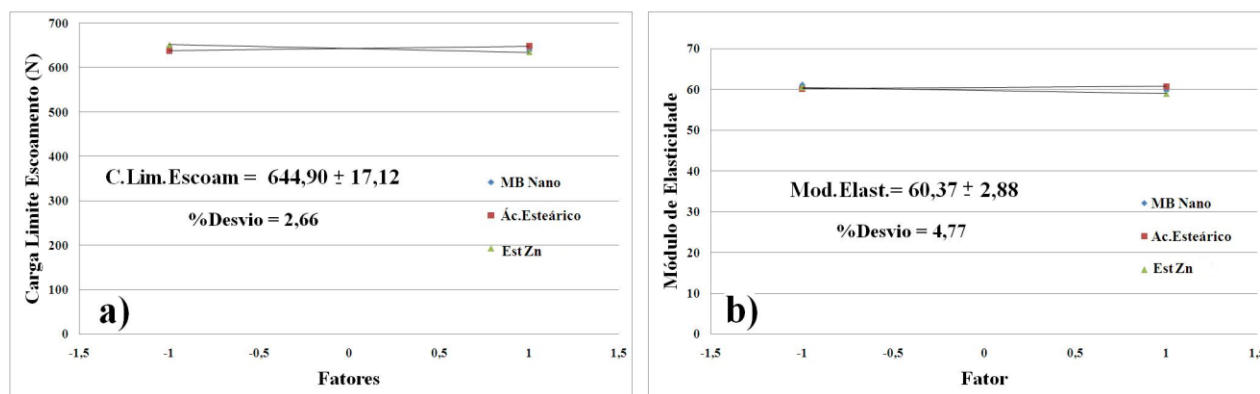 Carga Limite Escoamento (N)
700
600
500
400
300
200
100
0
C.Lim.Escoam = 644,90 ± 17,12
%Desvio = 2,66
MB Nano
Ác.Esteárico
Est Zn
a)
-1,5
-1
-0,5
0
0,5
1
1,5
Fatores
Módulo de Elasticidade
70
60
50
40
30
20
10
0
Mod.Elast.= 60,37 ± 2,88
%Desvio = 4,77
MB Nano
Ac.Esteárico
Est Zn
b)
-1,5
-1
-0,5
0
0,5
1
1,5
Fator